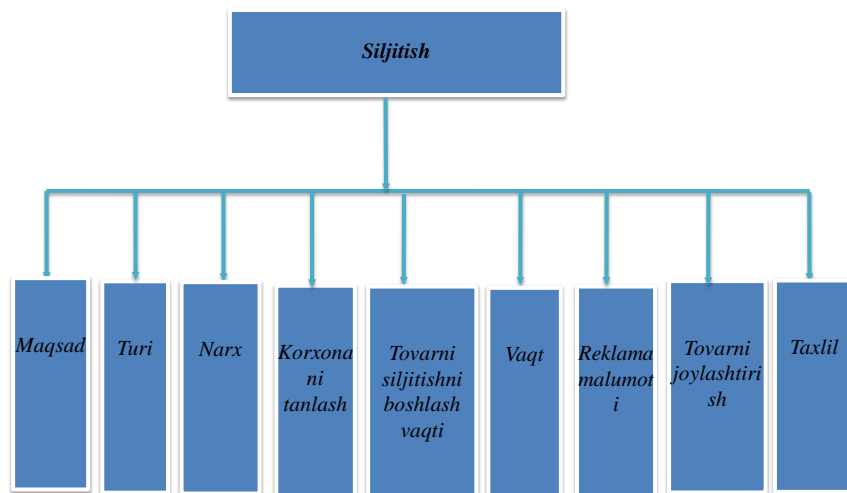 Siljitish
Maqsad
Turi
Narx
Korxona
ni
tanlash
Tovarni
siljitishni
boshlash
vaqti
Vaqt
Reklama
malumot
i
Tovarni
joylashtiri
sh
Taxlil